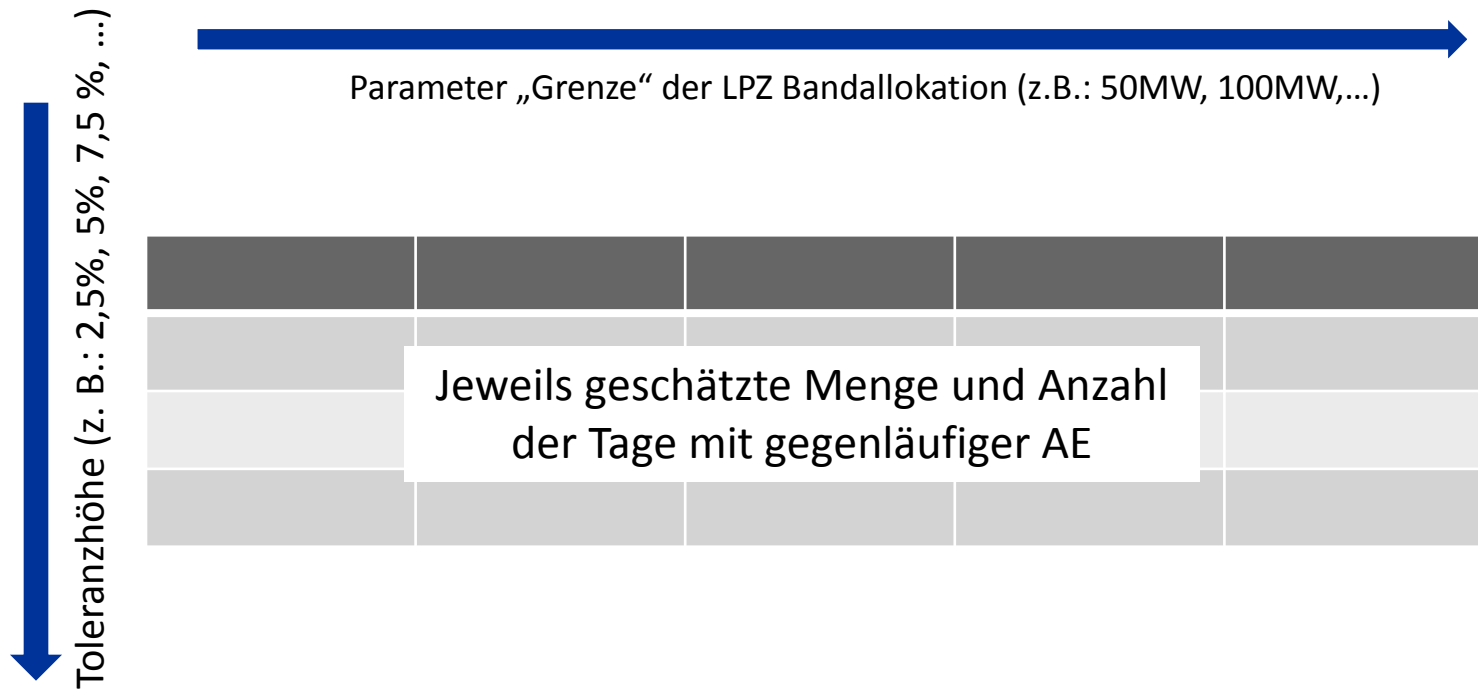 Parameter „Grenze“ der LPZ Bandallokation (z.B.: 50MW, 100MW,…)
Toleranzhöhe (z. B.: 2,5%, 5%, 7,5 %, …)
Jeweils geschätzte Menge und Anzahl
der Tage mit gegenläufiger AE